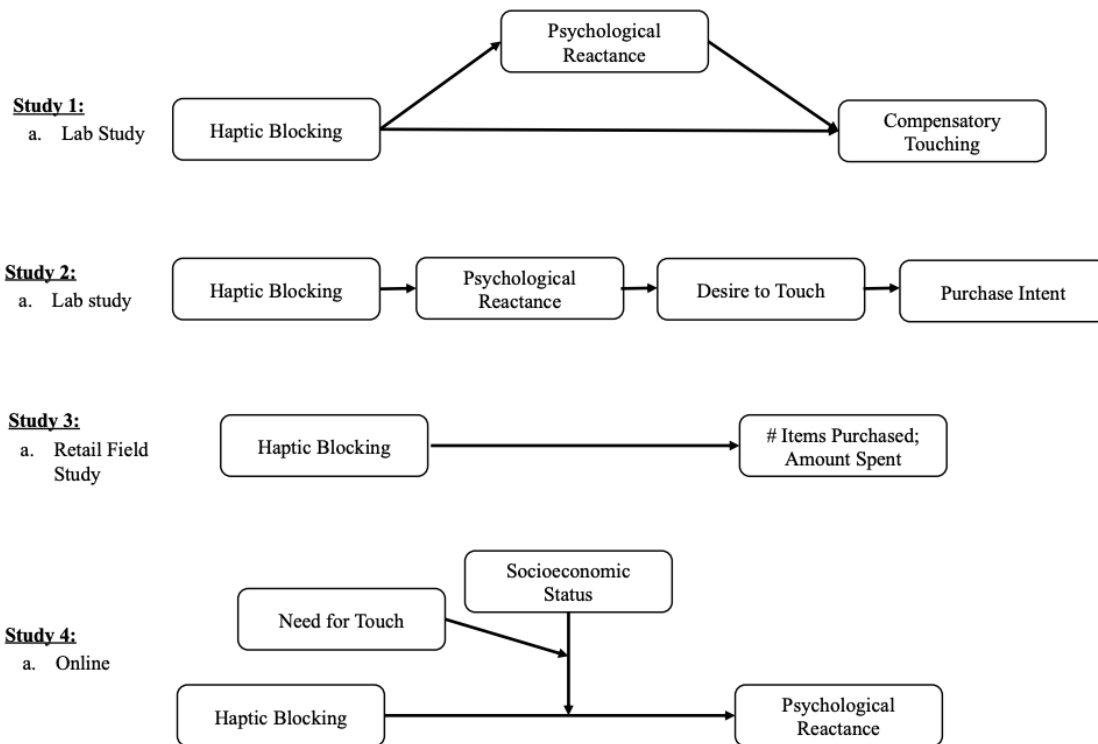 Study 1:
a. Lab Study
Haptic Blocking
Psychological
Reactance
Compensatory
Touching
Study 2:
a. Lab study
Haptic Blocking
Psychological
Reactance
Desire to Touch
Purchase Intent
Study 3:
a. Retail Field
Study
Haptic Blocking
# Items Purchased;
Amount Spent
Study 4:
a. Online
Socioeconomic
Status
Need for Touch
Haptic Blocking
Psychological
Reactance